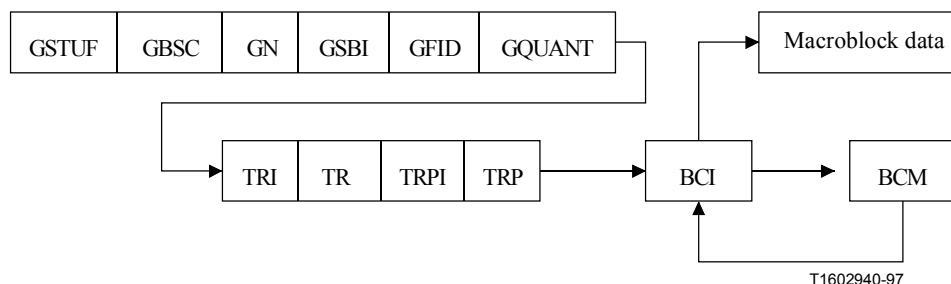 GSTUF GBSC GN GSBI GFID GQUANT Macroblock data
TRI TR TRPI TRP BCI BCM
T1602940-97